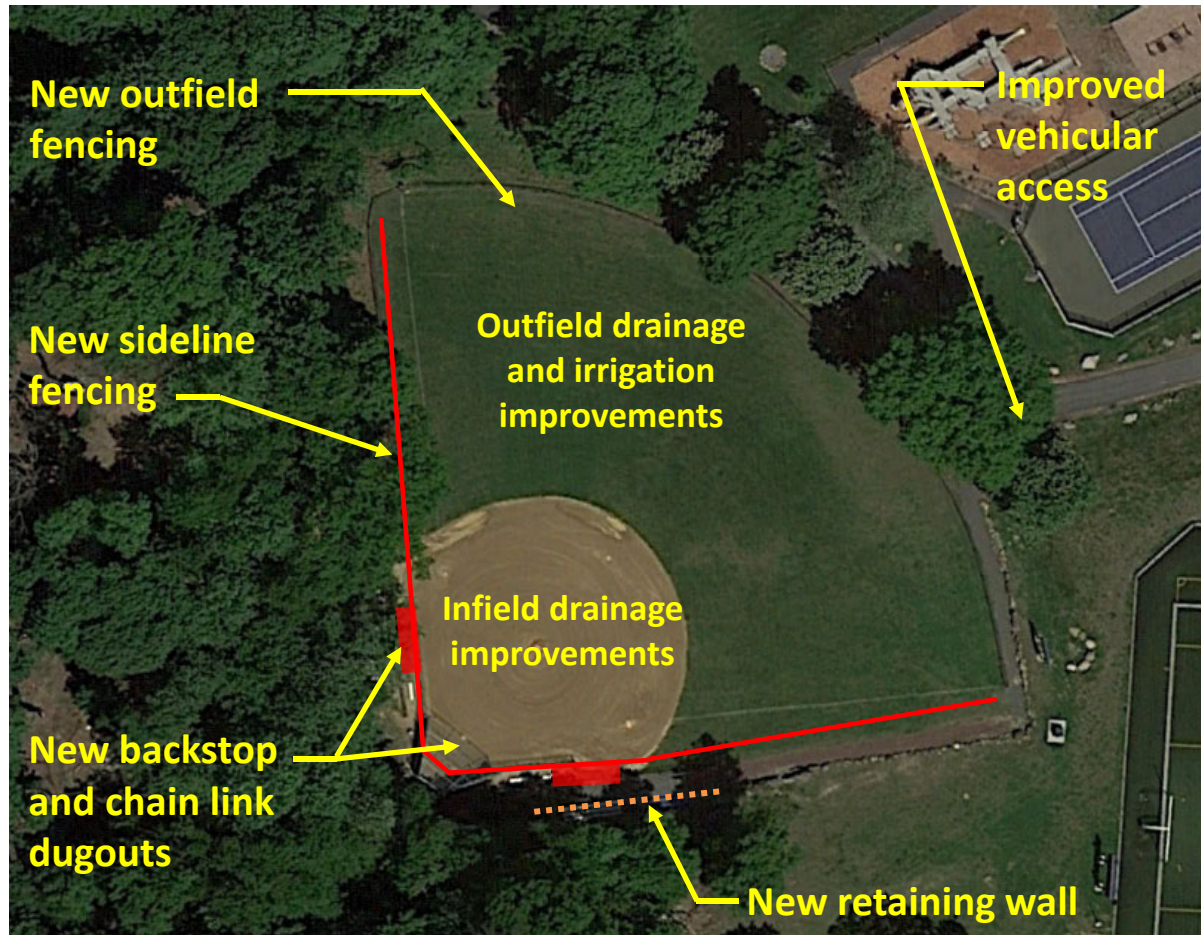 New outfield
fencing
Improved
vehicular
access
New sideline
fencing
Outfield drainage
and irrigation
improvements
Infield drainage
improvements
New backstop
and chain link
dugouts
New retaining wall